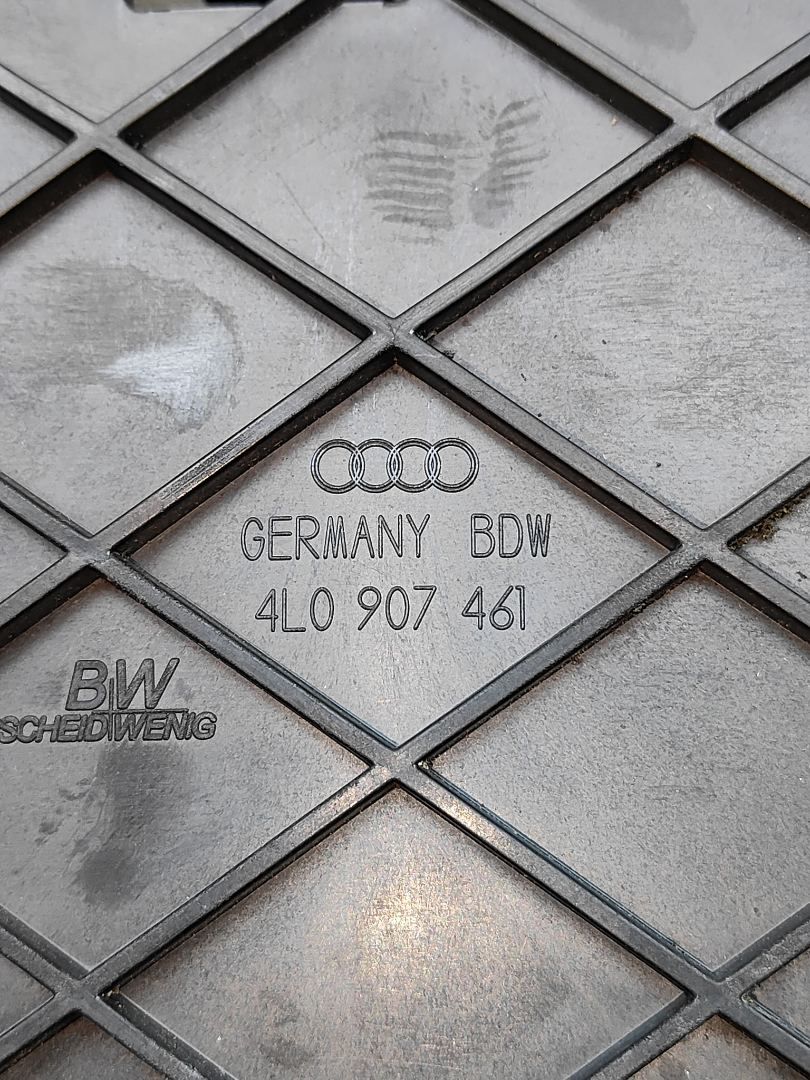 GERMANY BDW
4L0 907 461
BW
SCHEIDWENIG